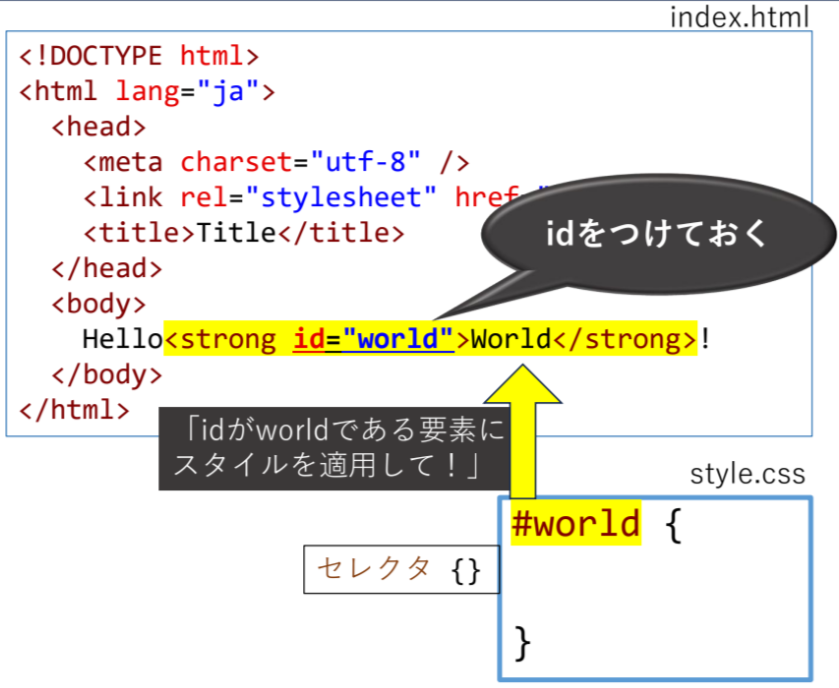 index.html
<!DOCTYPE html>
<html lang="ja">
<head>
<meta charset="utf-8" />
<link rel="stylesheet" href="
<title>Title</title>
</head>
<body>
Hello<strong id="world">World</strong>!
</body>
</html>
idをつけておく
「idがworldである要素に
スタイルを適用して！」
style.css
#world {
}
セレクタ {}